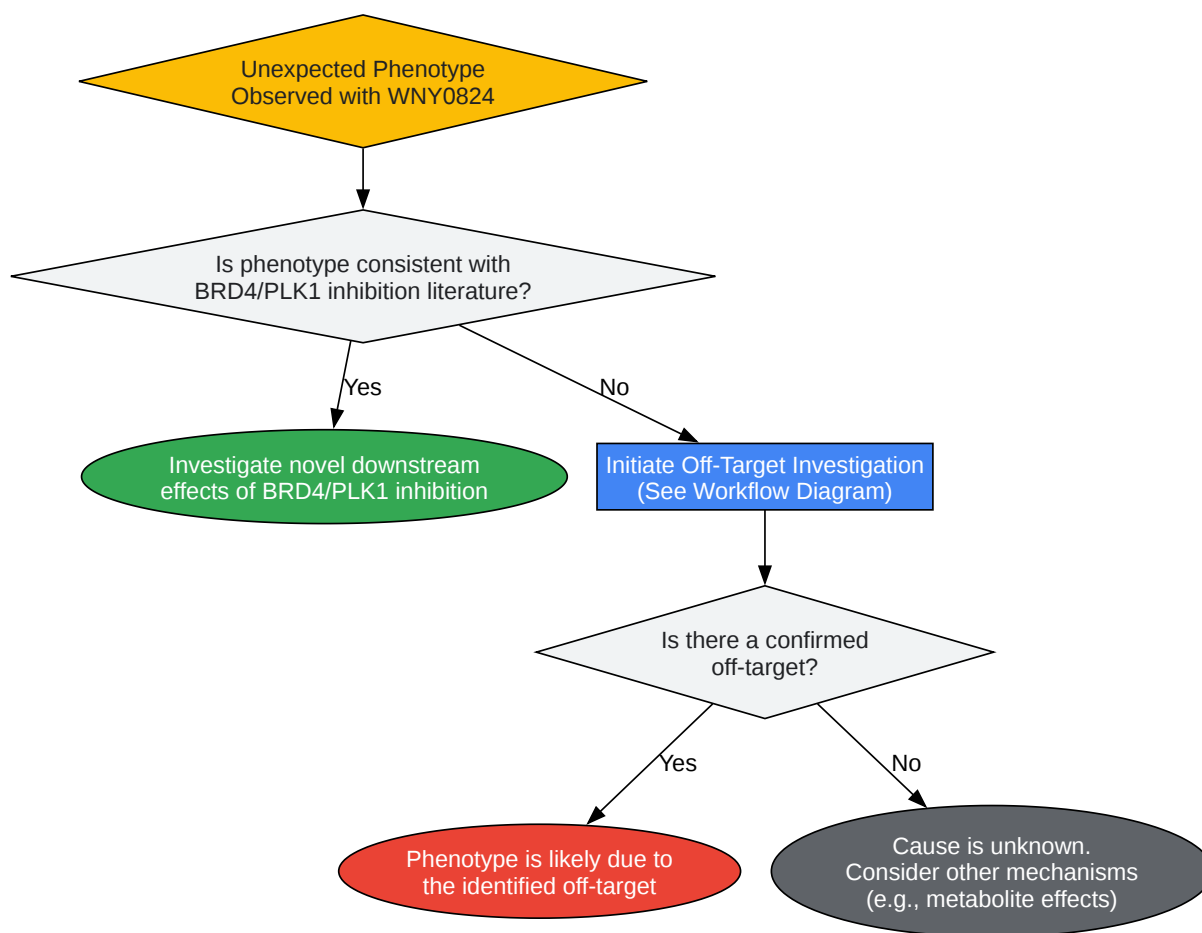 Unexpected Phenotype
Observed with WNY0824
Is phenotype consistent with
BRD4/PLK1 inhibition literature?
Yes
No
Investigate novel downstream
effects of BRD4/PLK1 inhibition
Initiate Off-Target Investigation
(See Workflow Diagram)
Is there a confirmed
off-target?
Yes
No
Phenotype is likely due to
the identified off-target
Cause is unknown.
Consider other mechanisms
(e.g., metabolite effects)